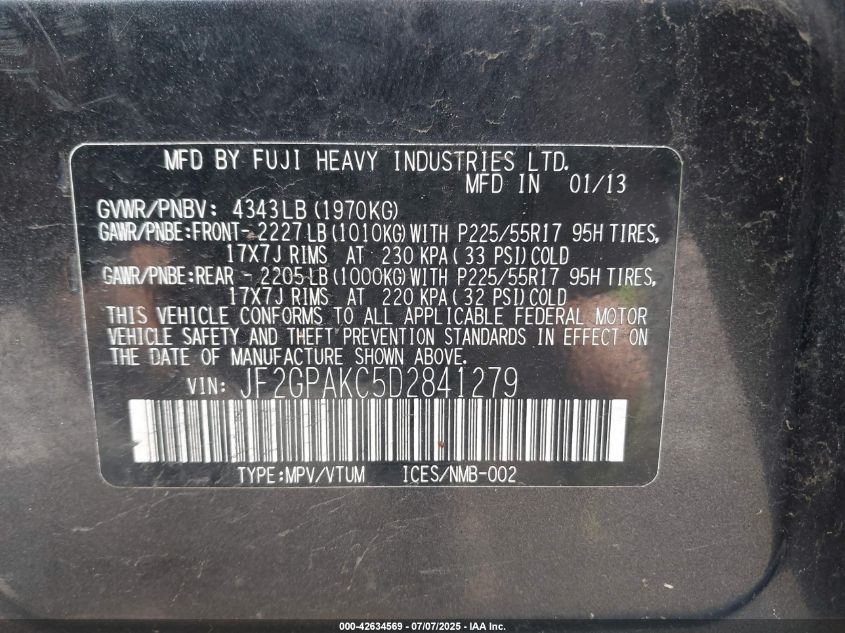 MFD BY FUJI HEAVY INDUSTRIES LTD.
MFD IN 01/13
GVWR/PNBV: 4343LB(1970KG)
GAWR/PNBE:FRONT-2227LB(1010KG)WITH P225/55R17 95H TIRES,
17X7J RIMS AT 230 KPA(33 PSI)COLD
GAWR/PNBE:REAR -2205LB(1000KG)WITH P225/55R17 95H TIRES,
17X7J RIMS AT 220 KPA(32 PSI)COLD
THIS VEHICLE CONFORMS TO ALL APPLICABLE FEDERAL MOTOR
VEHICLE SAFETY AND THEFT PREVENTION STANDARDS IN EFFECT ON
THE DATE OF MANUFACTURE SHOWN ABOVE.
VIN: JF2GPAKC5D2841279
TYPE:MPV/VTUM ICES/NMB-002
000-42634569 - 07/07/2025 - IAA Inc.